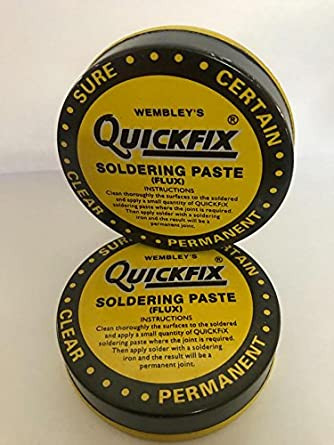 SURE • CERTAIN
WEMBLEY'S
QUICKFIX®
SOLDERING PASTE
(FLUX)
INSTRUCTIONS
Clean thoroughly the surfaces to the soldered
and apply a small quantity of QUICKFIX
soldering paste where the joint is required.
Then apply solder with a soldering
iron and the result will be a
permanent joint.
CLEAR • PERMANENT
SURE • CERTAIN
WEMBLEY'S
QUICKFIX®
SOLDERING PASTE
(FLUX)
INSTRUCTIONS
Clean thoroughly the surfaces to the soldered
and apply a small quantity of QUICKFIX
soldering paste where the joint is required.
Then apply solder with a soldering
iron and the result will be a
permanent joint.
CLEAR • PERMANENT